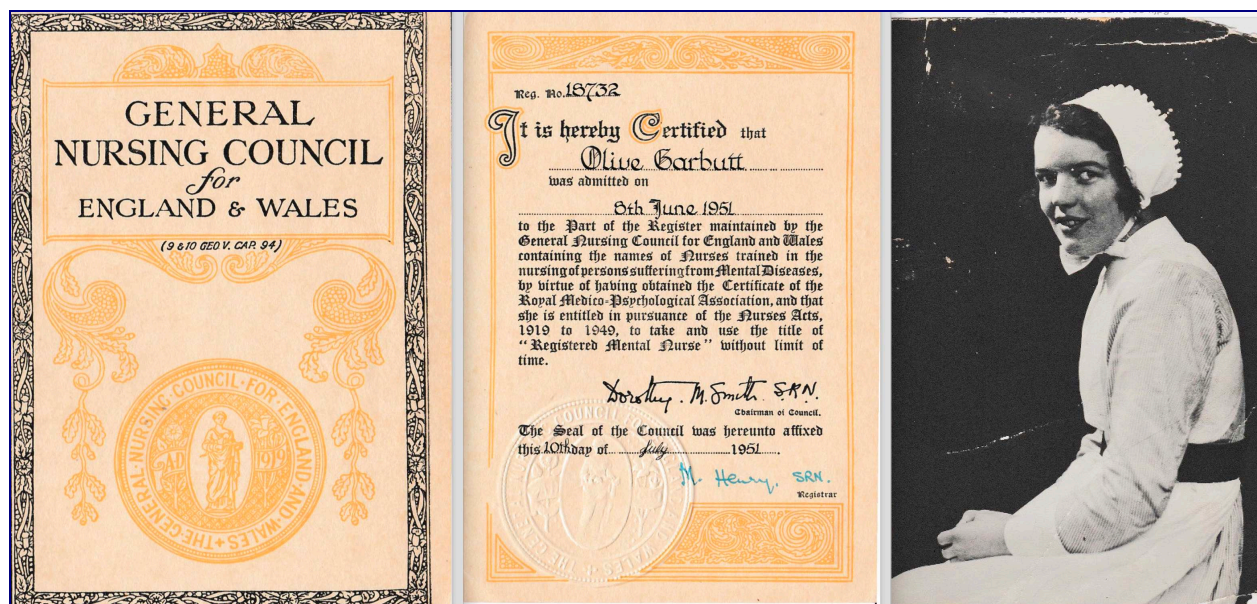 GENERAL
NURSING COUNCIL
for
ENGLAND & WALES
(9 & 10 GEO V. CAP. 94)
THE·GENERAL·NURSING·COUNCIL·FOR·ENGLAND·AND·WALES
AD 1919
Reg. No. 18732
It is hereby Certified that
Olive Garbutt
was admitted on
8th June 1951
to the Part of the Register maintained by the
General Nursing Council for England and Wales
containing the names of Nurses trained in the
nursing of persons suffering from Mental Diseases,
by virtue of having obtained the Certificate of the
Royal Medico-Psychological Association, and that
she is entitled in pursuance of the Nurses Acts,
1919 to 1949, to take and use the title of
"Registered Mental Nurse" without limit of
time.
Dorothy. M. Smith. S.R.N.
Chairman of Council.
The Seal of the Council was hereunto affixed
this 10th day of July 1951.
M. Henry. SRN.
Registrar